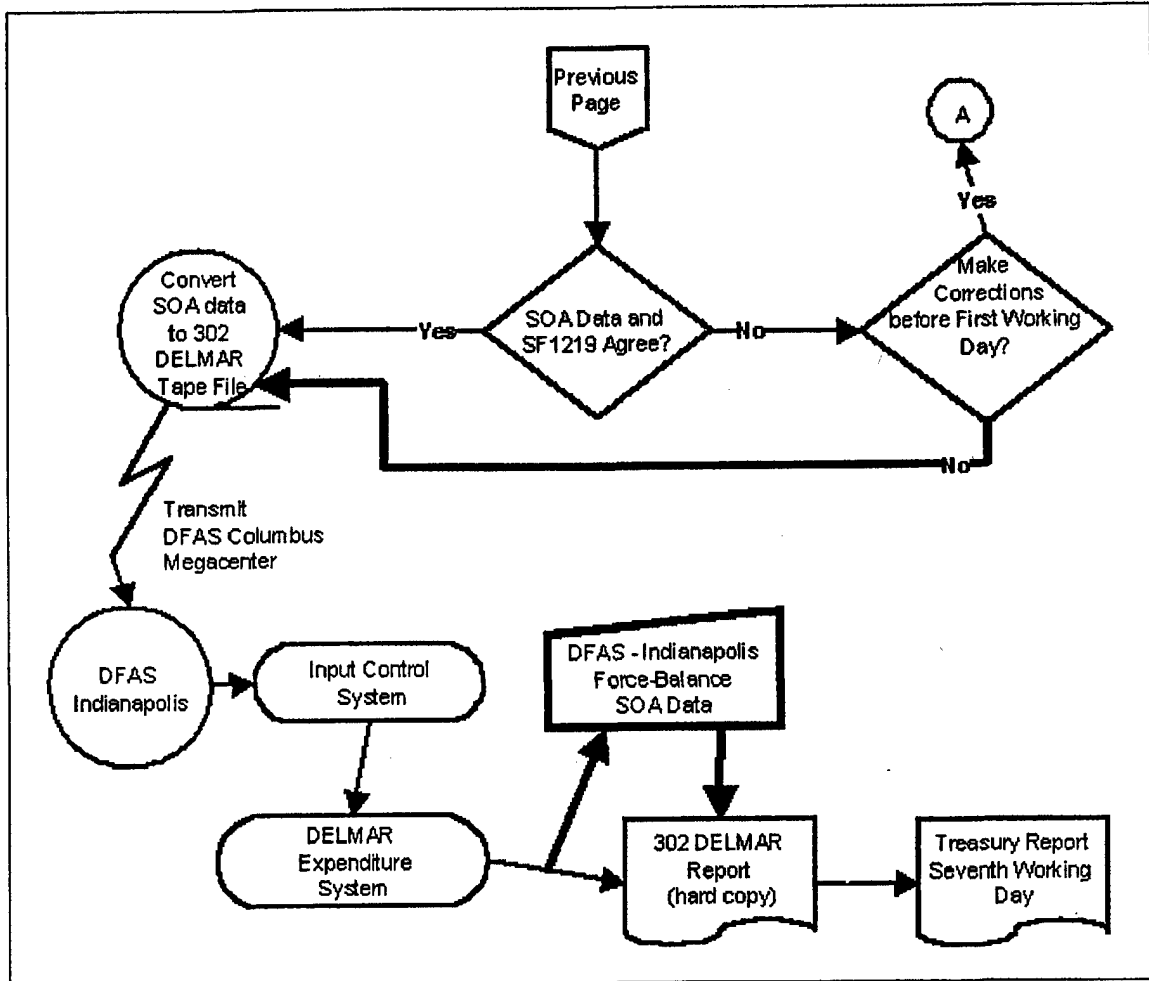 Previous
Page
A
Yes
Make
Corrections
before First Working
Day?
Convert
SOA data
to 302
DELMAR
Tape File
Yes
SOA Data and
SF1219 Agree?
No
No
Transmit
DFAS Columbus
Megacenter
DFAS
Indianapolis
Input Control
System
DFAS - Indianapolis
Force-Balance
SOA Data
DELMAR
Expenditure
System
302 DELMAR
Report
(hard copy)
Treasury Report
Seventh Working
Day